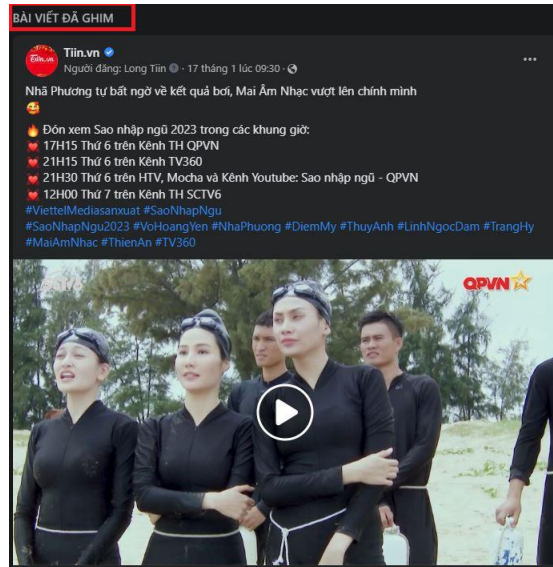 BÀI VIẾT ĐÃ GHIM
Tiin.vn
Tiin.vn
Người đăng: Long Tiin · 17 tháng 1 lúc 09:30 ·
Nhã Phương tự bất ngờ về kết quả bơi, Mai Âm Nhạc vượt lên chính mình
🥰
🔥 Đón xem Sao nhập ngũ 2023 trong các khung giờ:
17H15 Thứ 6 trên Kênh TH QPVN
21H15 Thứ 6 trên Kênh TV360
21H30 Thứ 6 trên HTV, Mocha và Kênh Youtube: Sao nhập ngũ - QPVN
12H00 Thứ 7 trên Kênh TH SCTV6
#ViettelMediasanxuat #SaoNhapNgu
#SaoNhapNgu2023 #VoHoangYen #NhaPhuong #DiemMy #ThuyAnh #LinhNgocDam #TrangHy
#MaiAmNhac #ThienAn #TV360
QPVN